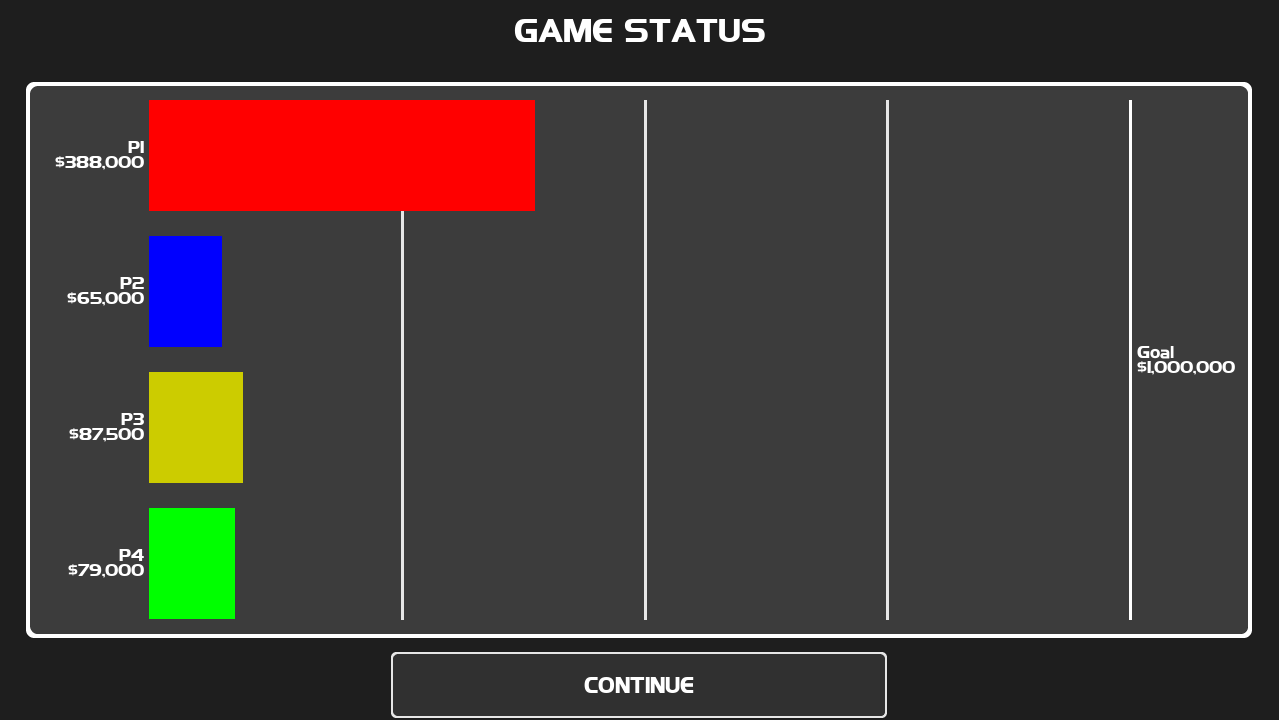 GAME STATUS
P1
$388,000
P2
$65,000
P3
$87,500
P4
$79,000
Goal
$1,000,000
CONTINUE